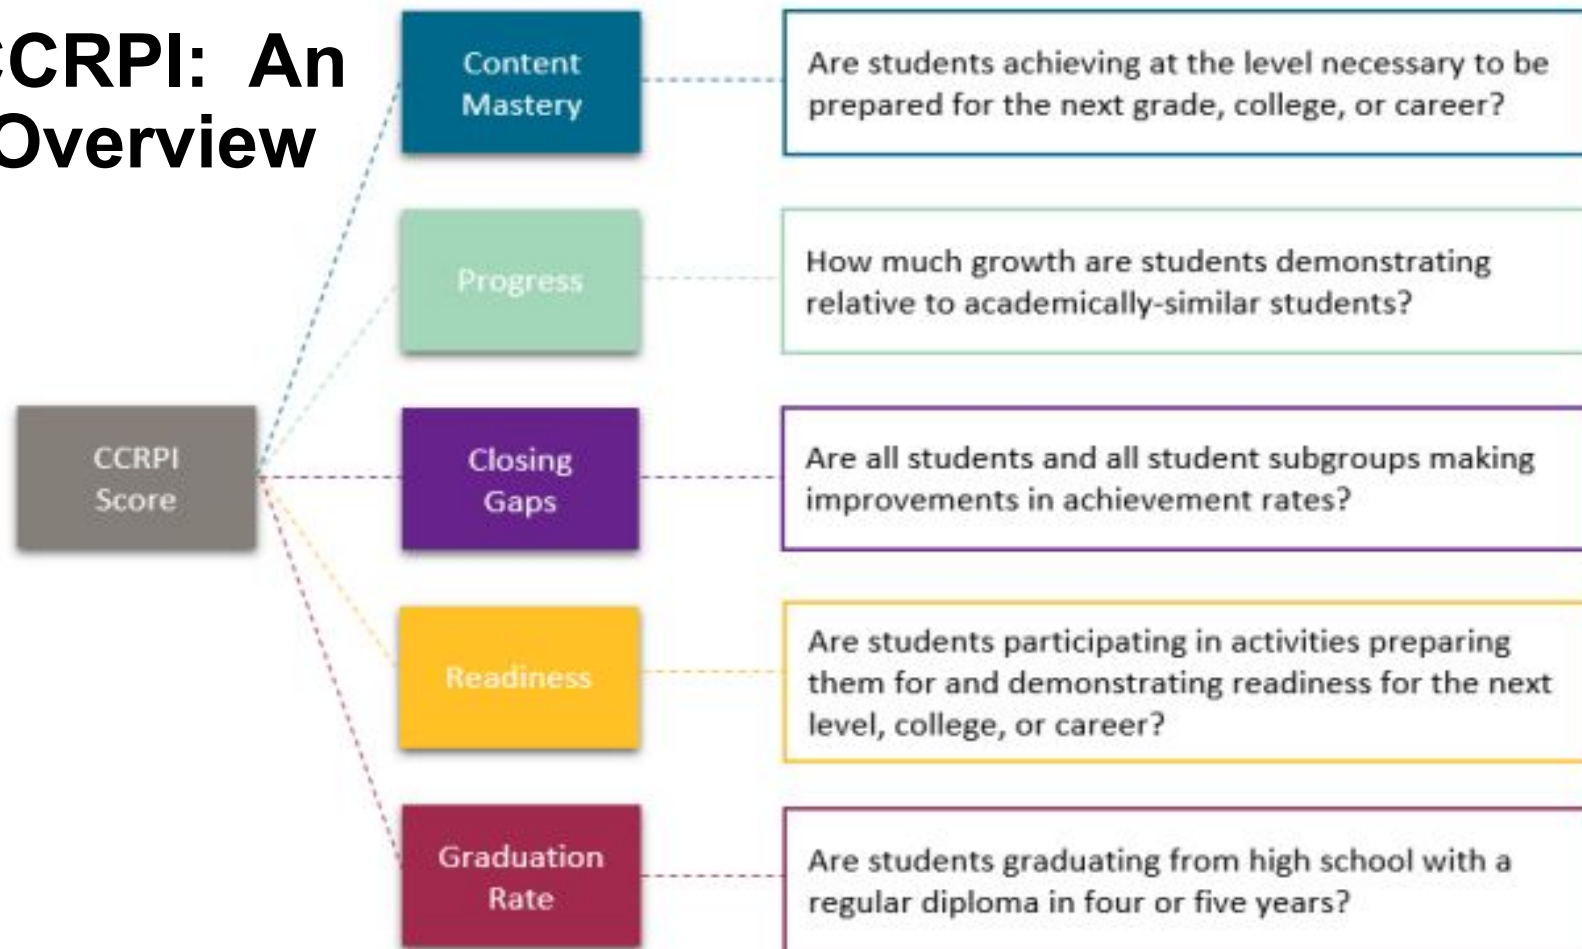 CCRPI: An
Overview
Content
Mastery
Are students achieving at the level necessary to be
prepared for the next grade, college, or career?
Progress
How much growth are students demonstrating
relative to academically-similar students?
CCRPI
Score
Closing
Gaps
Are all students and all student subgroups making
improvements in achievement rates?
Readiness
Are students participating in activities preparing
them for and demonstrating readiness for the next
level, college, or career?
Graduation
Rate
Are students graduating from high school with a
regular diploma in four or five years?